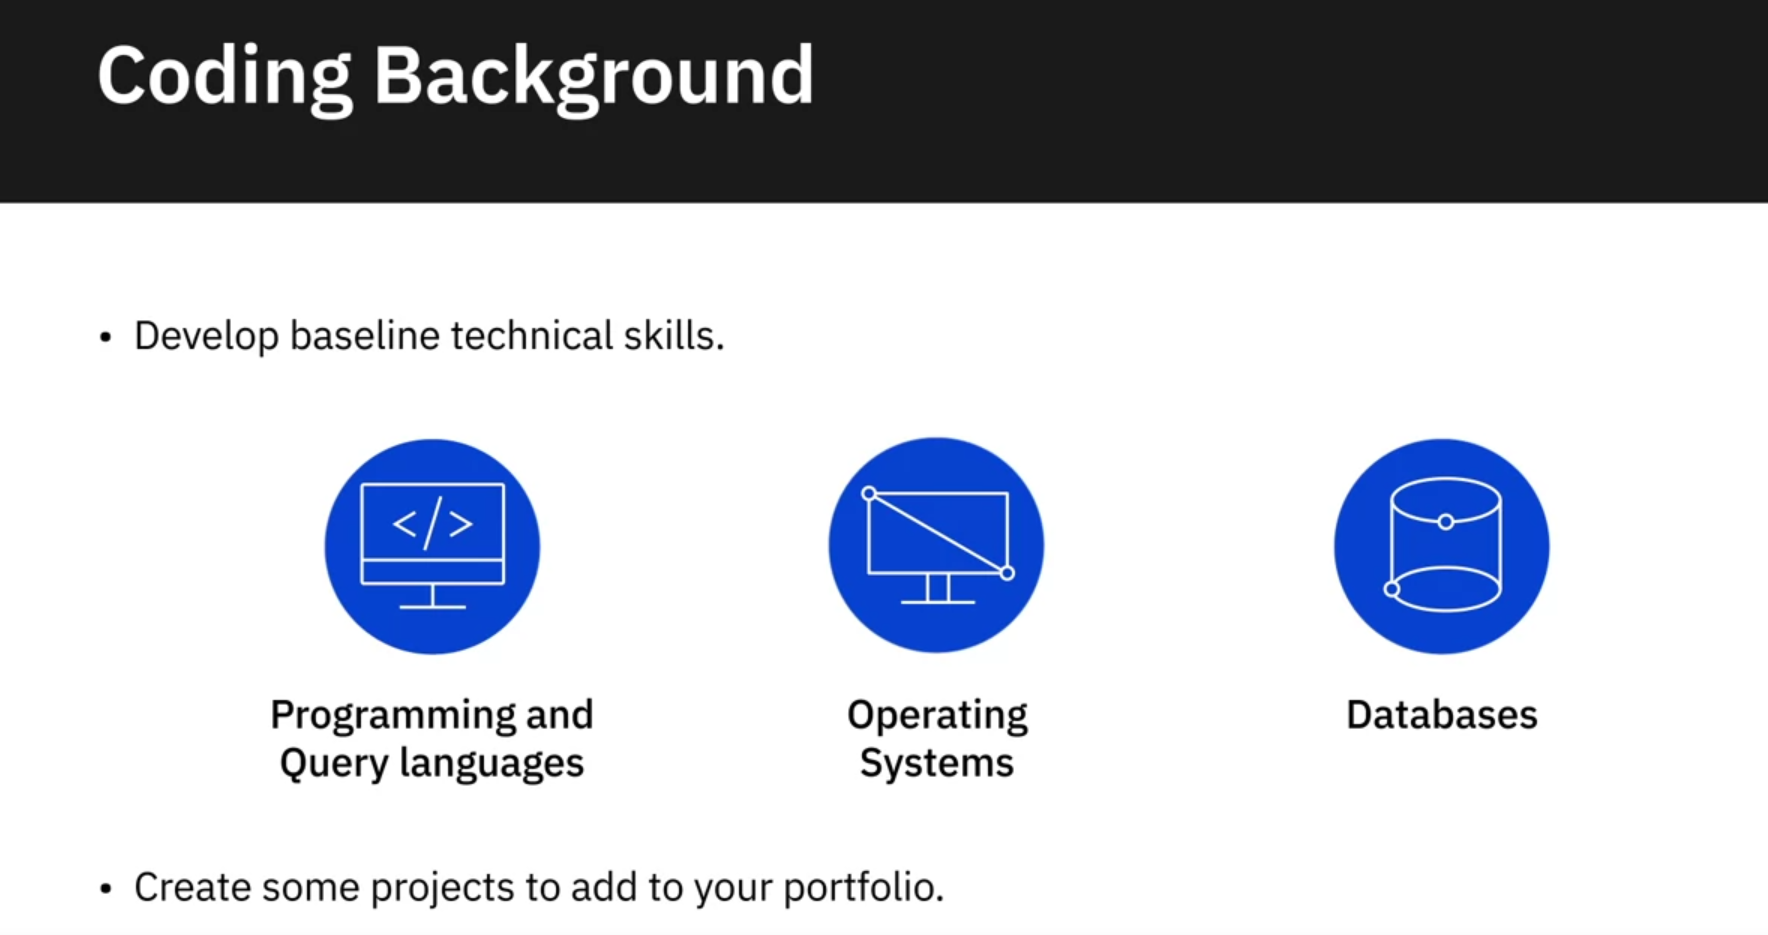 Coding Background
• Develop baseline technical skills.
</>
Programming and
Query languages
Operating
Systems
Databases
• Create some projects to add to your portfolio.